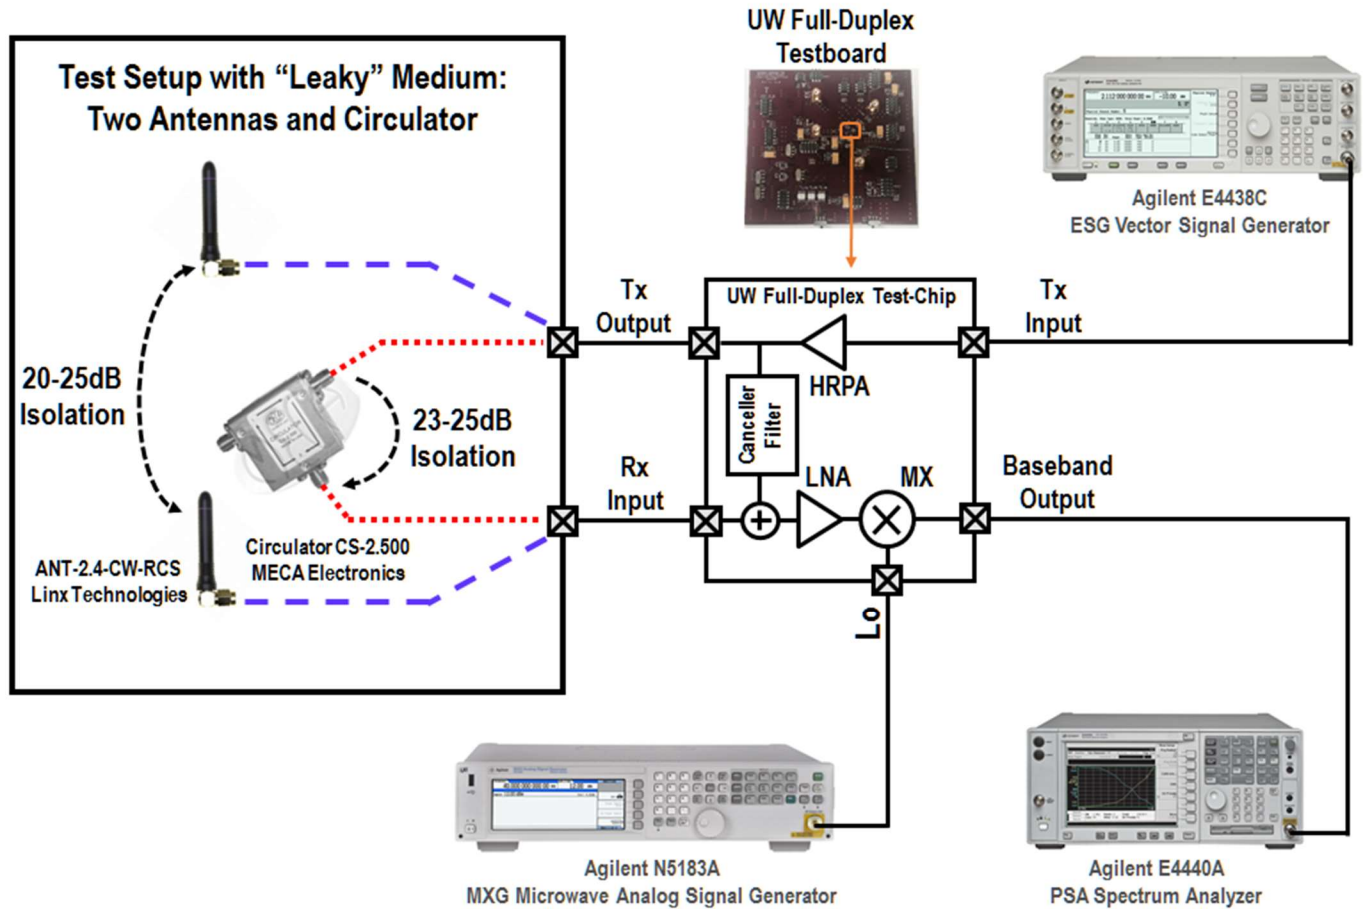 UW Full-Duplex
Testboard
Test Setup with “Leaky” Medium:
Two Antennas and Circulator
Agilent E4438C
ESG Vector Signal Generator
Tx
Output
UW Full-Duplex Test-Chip
Tx
Input
HRPA
20-25dB
Isolation
23-25dB
Isolation
Canceller
Filter
Rx
Input
LNA
MX
Baseband
Output
Circulator CS-2.500
MECA Electronics
ANT-2.4-CW-RCS
Linx Technologies
Lo
Agilent N5183A
MXG Microwave Analog Signal Generator
Agilent E4440A
PSA Spectrum Analyzer